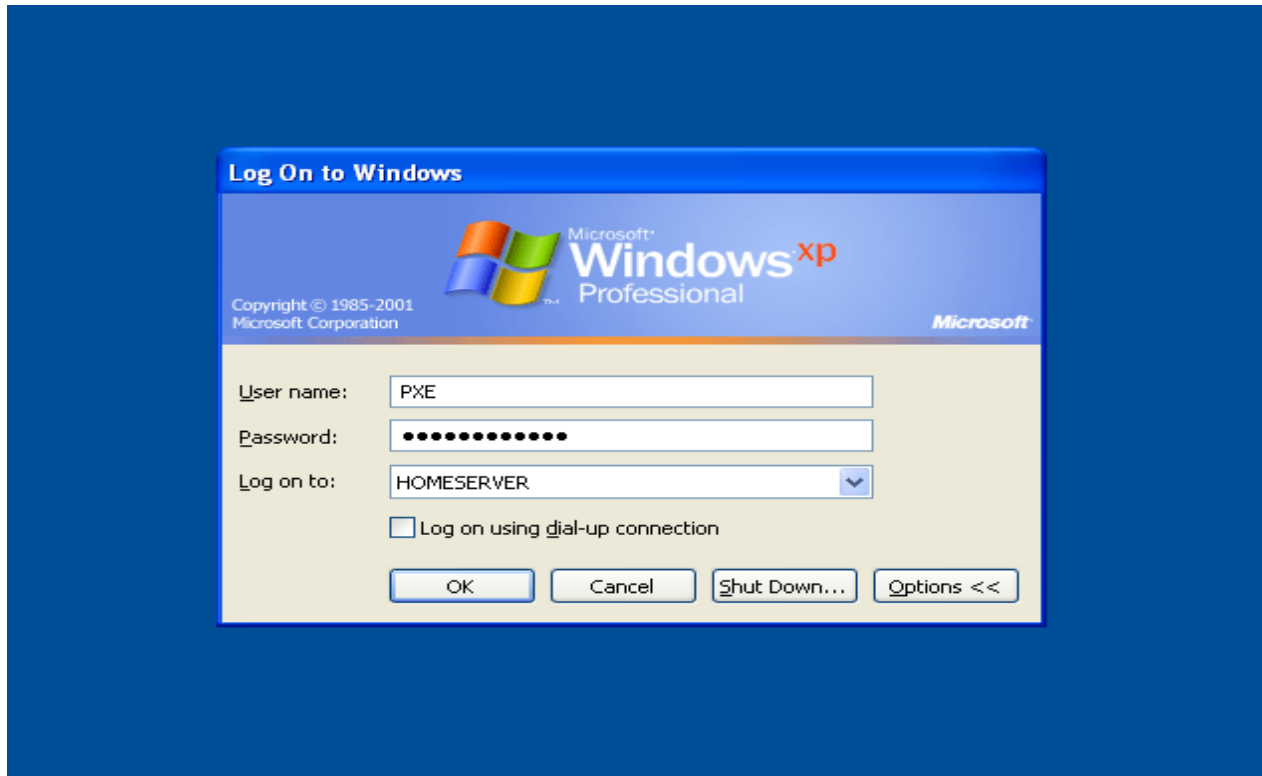 Log On to Windows
Microsoft
Windows xp
Professional
TM
Copyright © 1985-2001
Microsoft Corporation
Microsoft
User name: PXE
Password: ••••••••••••
Log on to: HOMESERVER
Log on using dial-up connection
OK Cancel Shut Down... Options <<